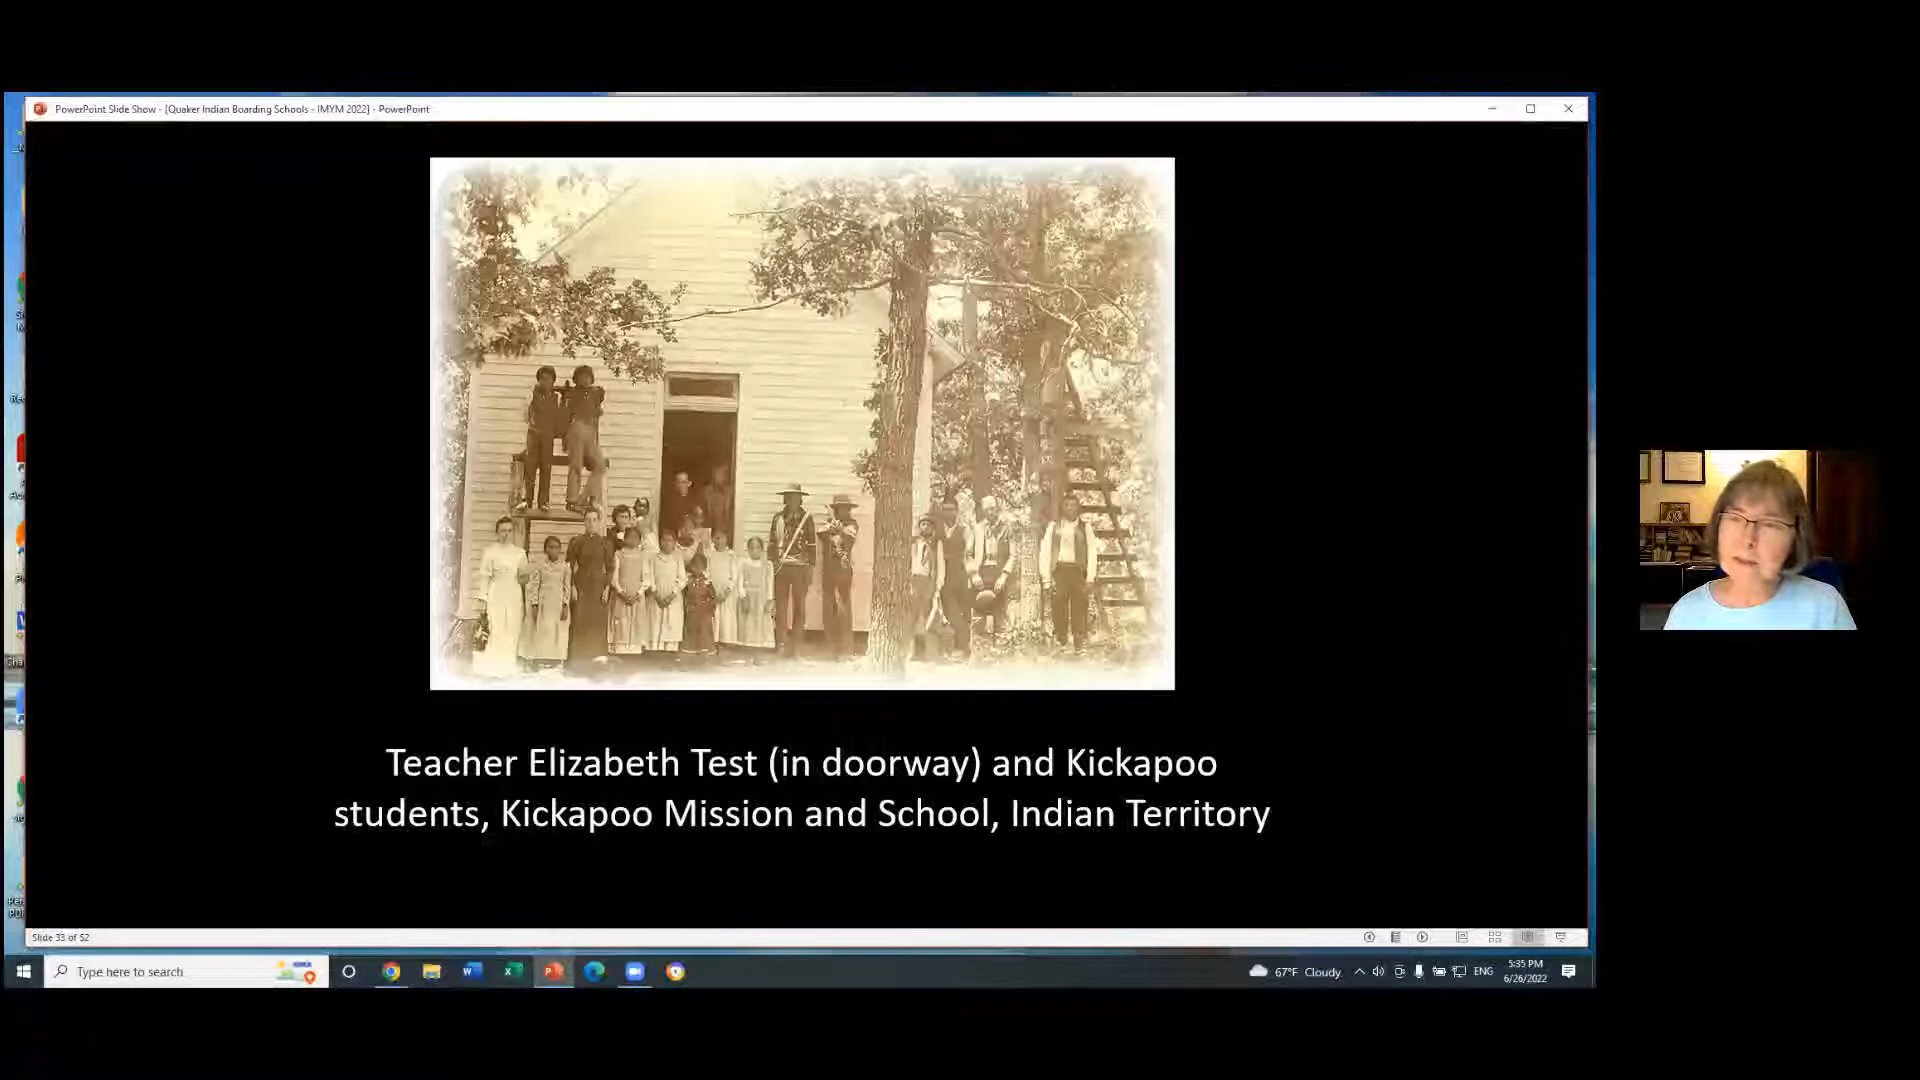 PowerPoint Slide Show - [Quaker Indian Boarding Schools - IMYM 2022] - PowerPoint
Teacher Elizabeth Test (in doorway) and Kickapoo
students, Kickapoo Mission and School, Indian Territory
Slide 33 of 52
Type here to search
67°F Cloudy
ENG
5:35 PM
6/26/2022